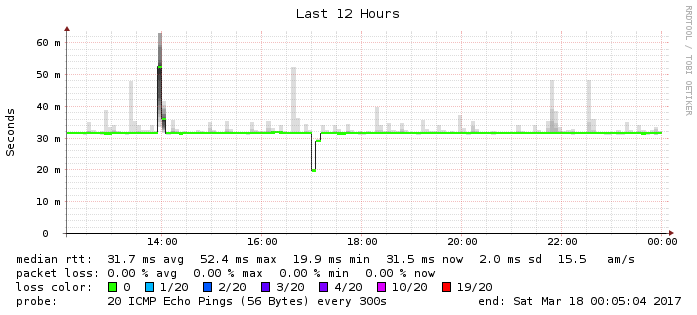 Last 12 Hours
RRDTOOL / TOBI OETIKER
Seconds
60 m
50 m
40 m
30 m
20 m
10 m
0
14:00 16:00 18:00 20:00 22:00 00:00
median rtt: 31.7 ms avg 52.4 ms max 19.9 ms min 31.5 ms now 2.0 ms sd 15.5 am/s
packet loss: 0.00 % avg 0.00 % max 0.00 % min 0.00 % now
loss color: 0 1/20 2/20 3/20 4/20 10/20 19/20
probe: 20 ICMP Echo Pings (56 Bytes) every 300s end: Sat Mar 18 00:05:04 2017